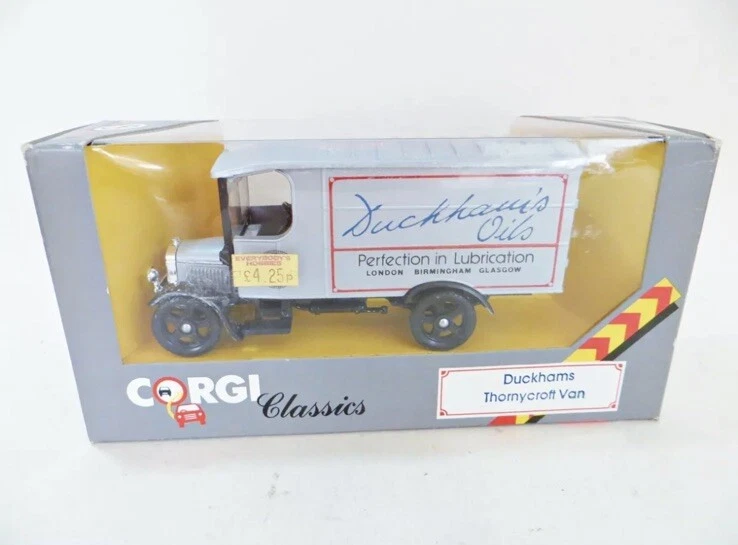 Duckham's
Oils
Perfection in Lubrication
LONDON BIRMINGHAM GLASGOW
EVERYBODY'S
HOBBIES
£4.25p
CORGI Classics
Duckhams
Thornycroft Van